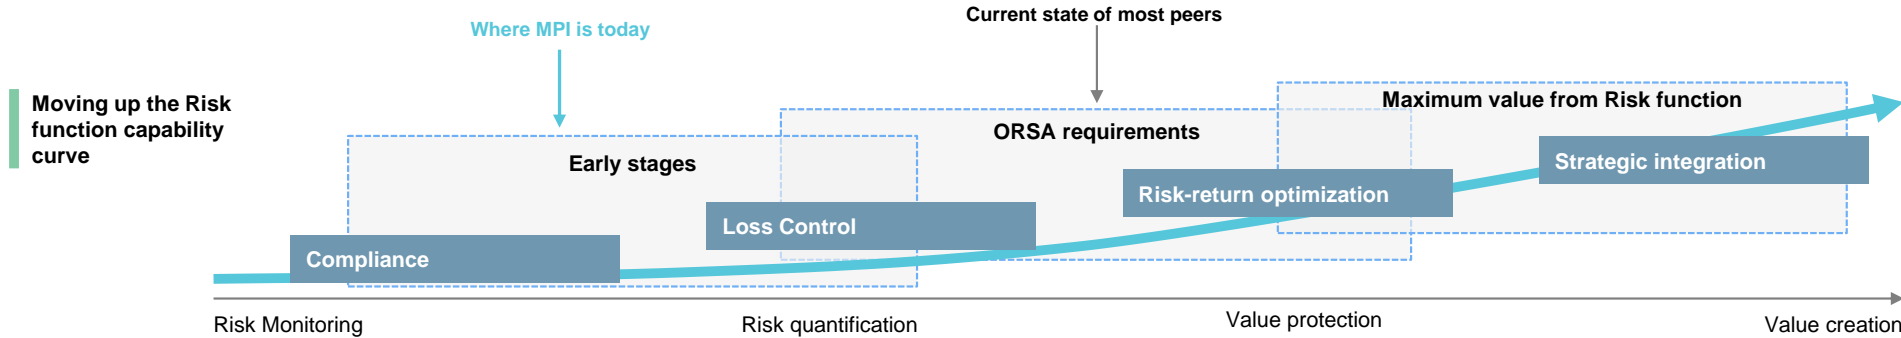 Current state of most peers
Where MPI is today
Moving up the Risk
function capability
curve
Maximum value from Risk function
ORSA requirements
Early stages
Strategic integration
Risk-return optimization
Loss Control
Compliance
Risk Monitoring
Risk quantification
Value protection
Value creation